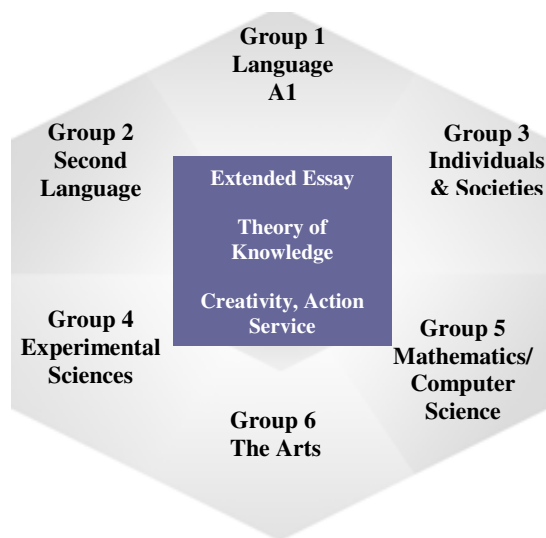 Group 1
Language
A1
Group 2
Second
Language
Group 3
Individuals
& Societies
Extended Essay
Theory of
Knowledge
Creativity, Action
Service
Group 4
Experimental
Sciences
Group 5
Mathematics/
Computer
Science
Group 6
The Arts